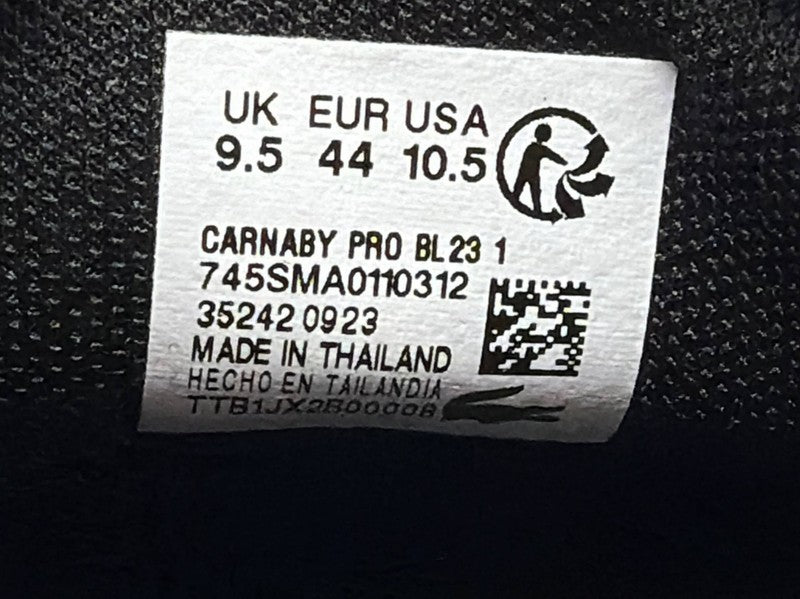 UK EUR USA
9.5 44 10.5
CARNABY PRO BL23 1
745SMA0110312
35242 0923
MADE IN THAILAND
HECHO EN TAILANDIA
TTB1JX2B00008